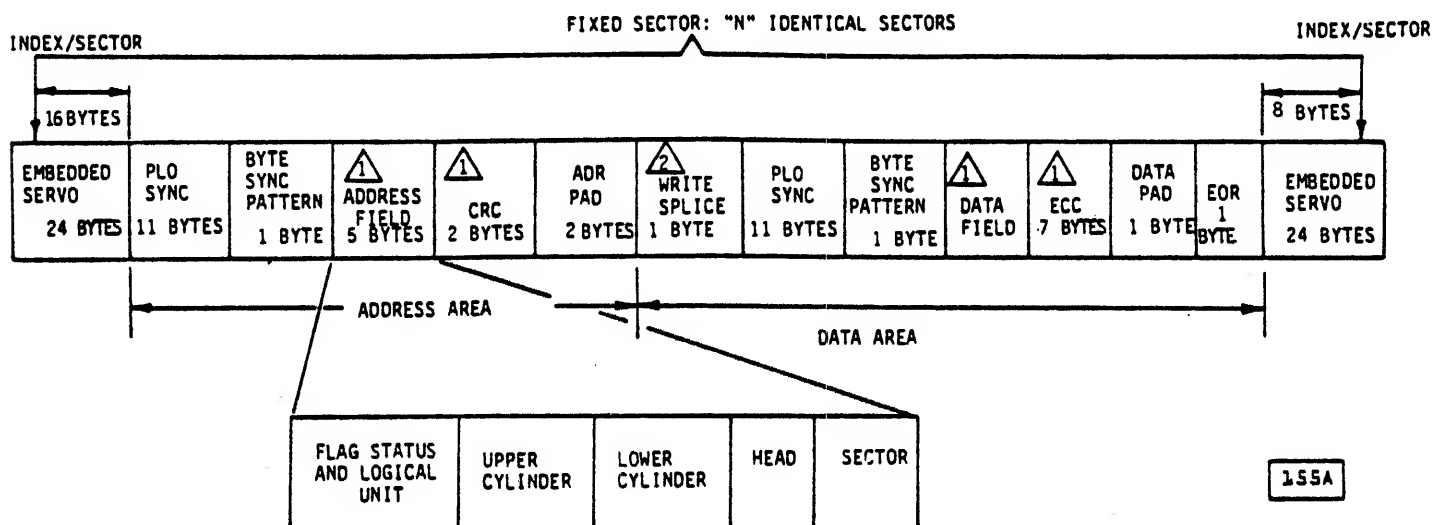 FIXED SECTOR: "N" IDENTICAL SECTORS
INDEX/SECTOR
INDEX/SECTOR
16 BYTES
8 BYTES
EMBEDDED
SERVO
24 BYTES
PLO
SYNC
11 BYTES
BYTE
SYNC
PATTERN
1 BYTE
1
ADDRESS
FIELD
5 BYTES
1
CRC
2 BYTES
ADR
PAD
2 BYTES
2
WRITE
SPLICE
1 BYTE
PLO
SYNC
11 BYTES
BYTE
SYNC
PATTERN
1 BYTE
1
DATA
FIELD
1
ECC
7 BYTES
DATA
PAD
1 BYTE
EOR
1
BYTE
EMBEDDED
SERVO
24 BYTES
ADDRESS AREA
DATA AREA
FLAG STATUS
AND LOGICAL
UNIT
UPPER
CYLINDER
LOWER
CYLINDER
HEAD
SECTOR
155A